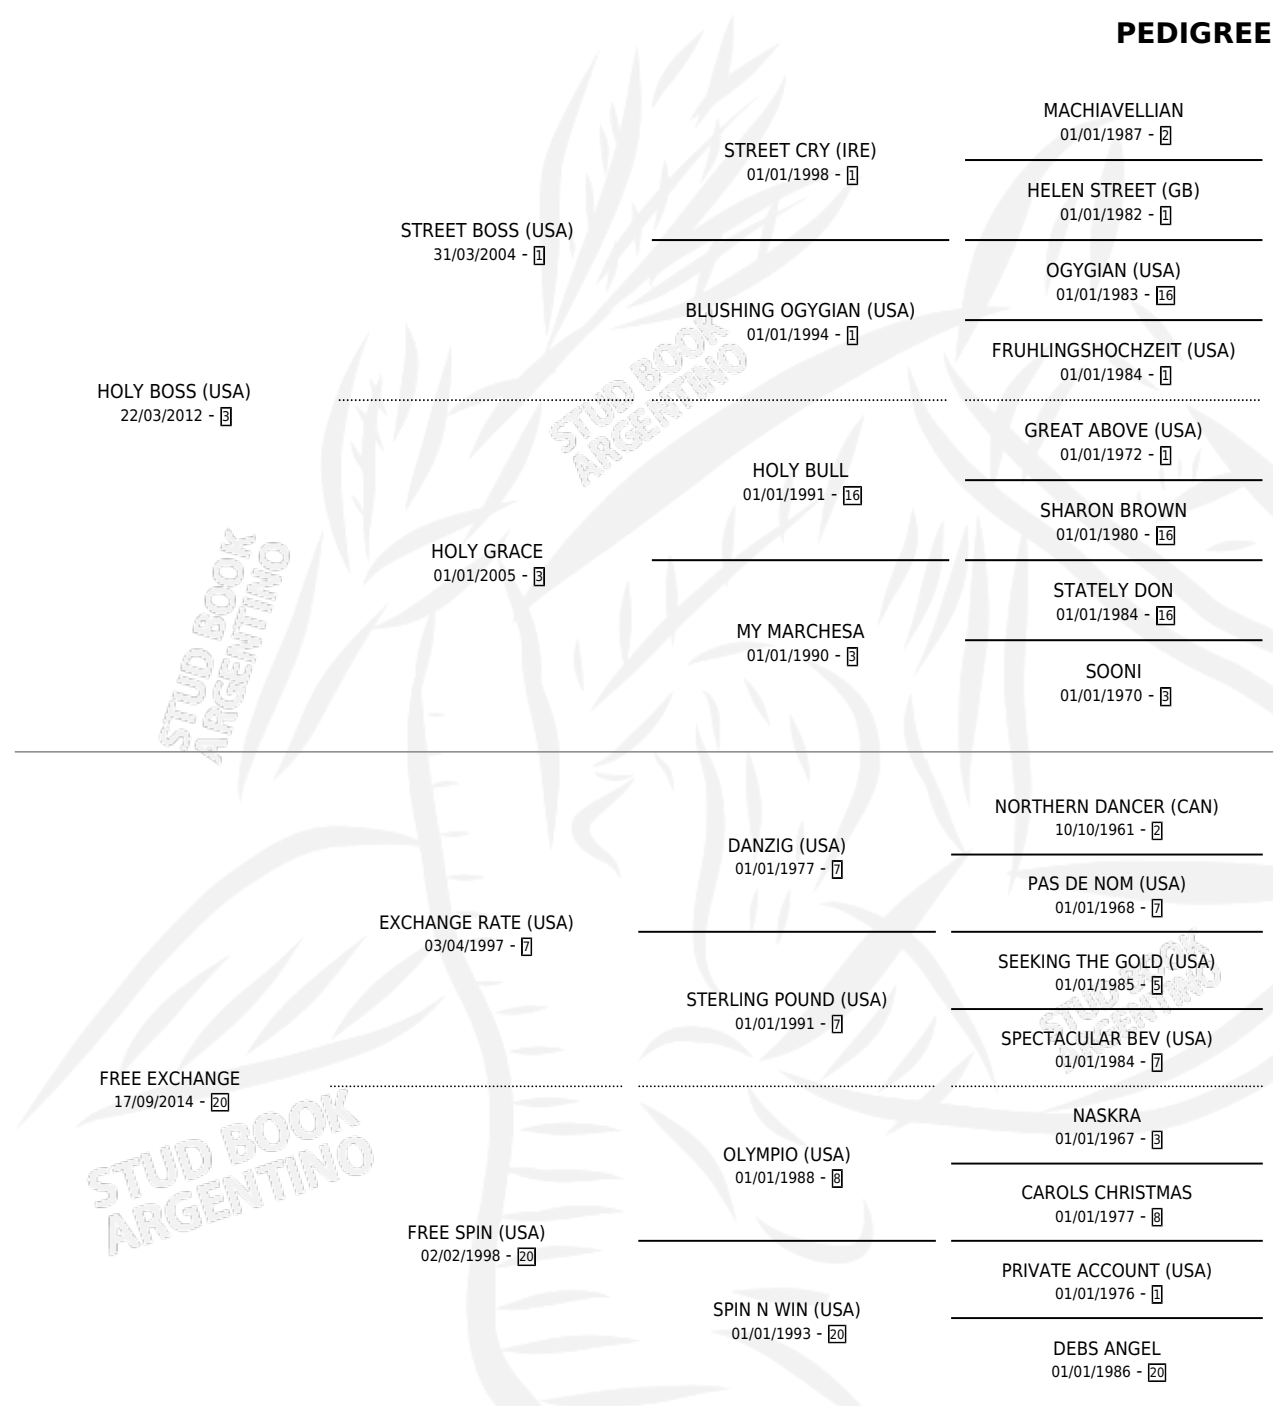 PEDIGREE
MACHIAVELLIAN
01/01/1987 - 2
STREET CRY (IRE)
01/01/1998 - 1
HELEN STREET (GB)
01/01/1982 - 1
STREET BOSS (USA)
31/03/2004 - 1
OGYGIAN (USA)
01/01/1983 - 16
BLUSHING OGYGIAN (USA)
01/01/1994 - 1
FRUHLINGSHOCHZEIT (USA)
01/01/1984 - 1
HOLY BOSS (USA)
22/03/2012 - 3
GREAT ABOVE (USA)
01/01/1972 - 1
HOLY BULL
01/01/1991 - 16
SHARON BROWN
01/01/1980 - 16
HOLY GRACE
01/01/2005 - 3
STATELY DON
01/01/1984 - 16
MY MARCHESA
01/01/1990 - 3
SOONI
01/01/1970 - 3
NORTHERN DANCER (CAN)
10/10/1961 - 2
DANZIG (USA)
01/01/1977 - 7
PAS DE NOM (USA)
01/01/1968 - 7
EXCHANGE RATE (USA)
03/04/1997 - 7
SEEKING THE GOLD (USA)
01/01/1985 - 5
STERLING POUND (USA)
01/01/1991 - 7
SPECTACULAR BEV (USA)
01/01/1984 - 7
FREE EXCHANGE
17/09/2014 - 20
NASKRA
01/01/1967 - 3
OLYMPIO (USA)
01/01/1988 - 8
CAROLS CHRISTMAS
01/01/1977 - 8
FREE SPIN (USA)
02/02/1998 - 20
PRIVATE ACCOUNT (USA)
01/01/1976 - 1
SPIN N WIN (USA)
01/01/1993 - 20
DEBS ANGEL
01/01/1986 - 20
STUD BOOK
ARGENTINO
STUD BOOK
ARGENTINO
STUD BOOK
ARGENTINO
STUD BOOK
ARGENTINO